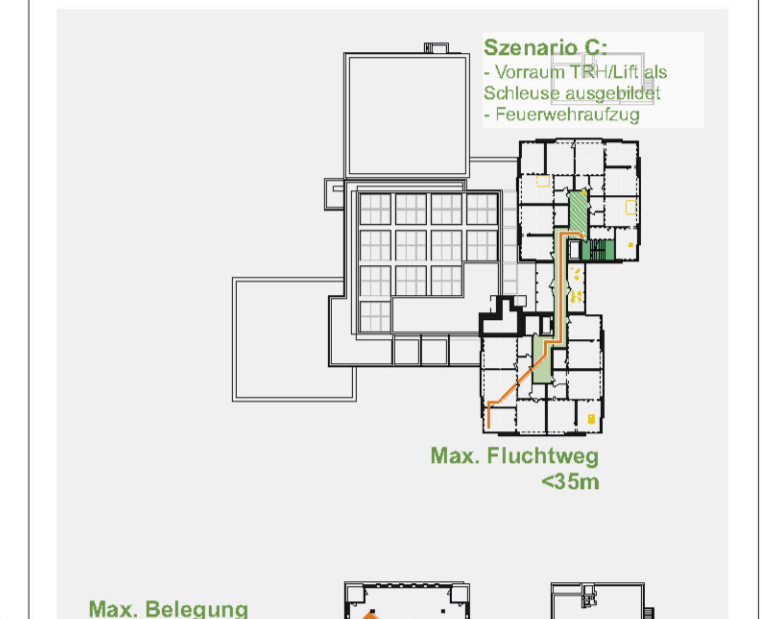 Szenario C:
- Vorraum TRH/Lift als
Schleuse ausgebildet
- Feuerwehraufzug
Max. Fluchtweg
<35m
Max. Belegung